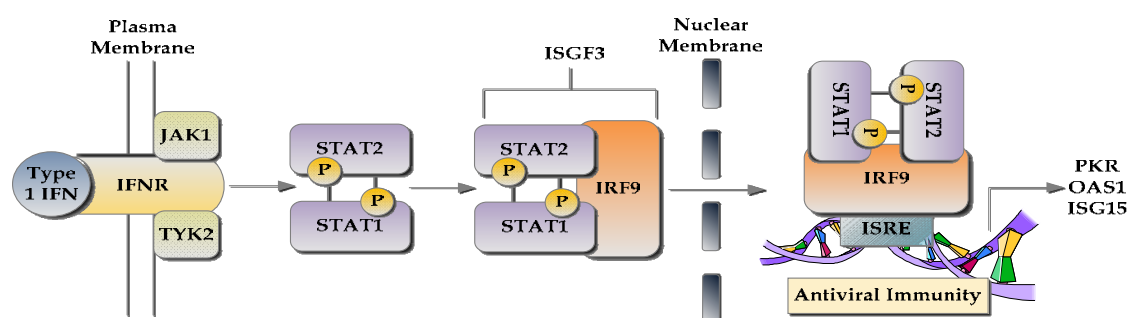 Plasma
Membrane
JAK1
Type
1 IFN
IFNR
TYK2
STAT2
P
P
STAT1
ISGF3
STAT2
P
P
STAT1
IRF9
Nuclear
Membrane
STAT1
P
P
STAT2
IRF9
ISRE
Antiviral Immunity
PKR
OAS1
ISG15